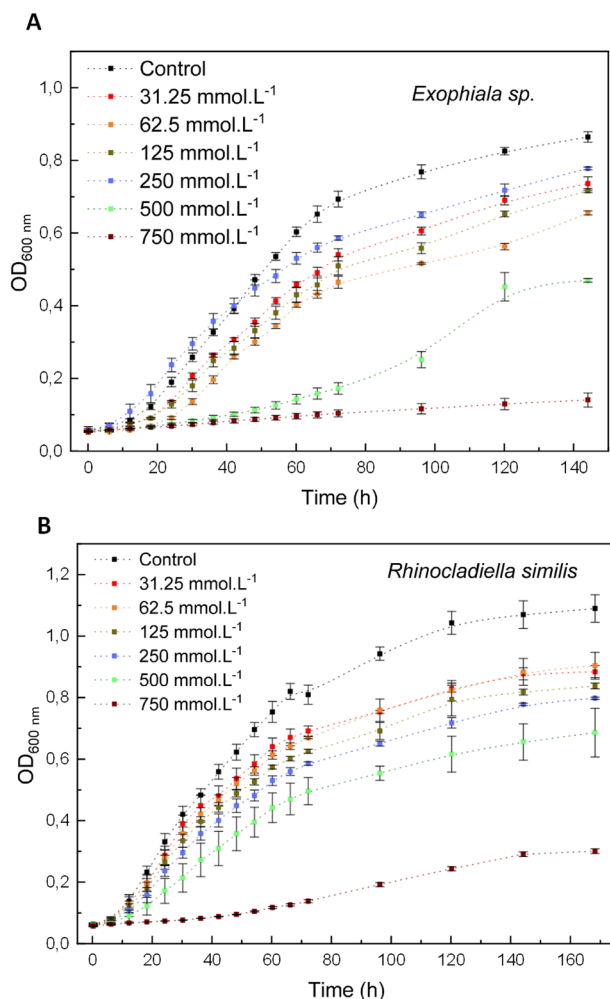 A
Exophiala sp.
Control
31.25 mmol.L⁻¹
62.5 mmol.L⁻¹
125 mmol.L⁻¹
250 mmol.L⁻¹
500 mmol.L⁻¹
750 mmol.L⁻¹
OD600 nm
1,0
0,8
0,6
0,4
0,2
0,0
0 20 40 60 80 100 120 140
Time (h)
B
Rhinocladiella similis
Control
31.25 mmol.L⁻¹
62.5 mmol.L⁻¹
125 mmol.L⁻¹
250 mmol.L⁻¹
500 mmol.L⁻¹
750 mmol.L⁻¹
OD600 nm
1,2
1,0
0,8
0,6
0,4
0,2
0,0
0 20 40 60 80 100 120 140 160
Time (h)